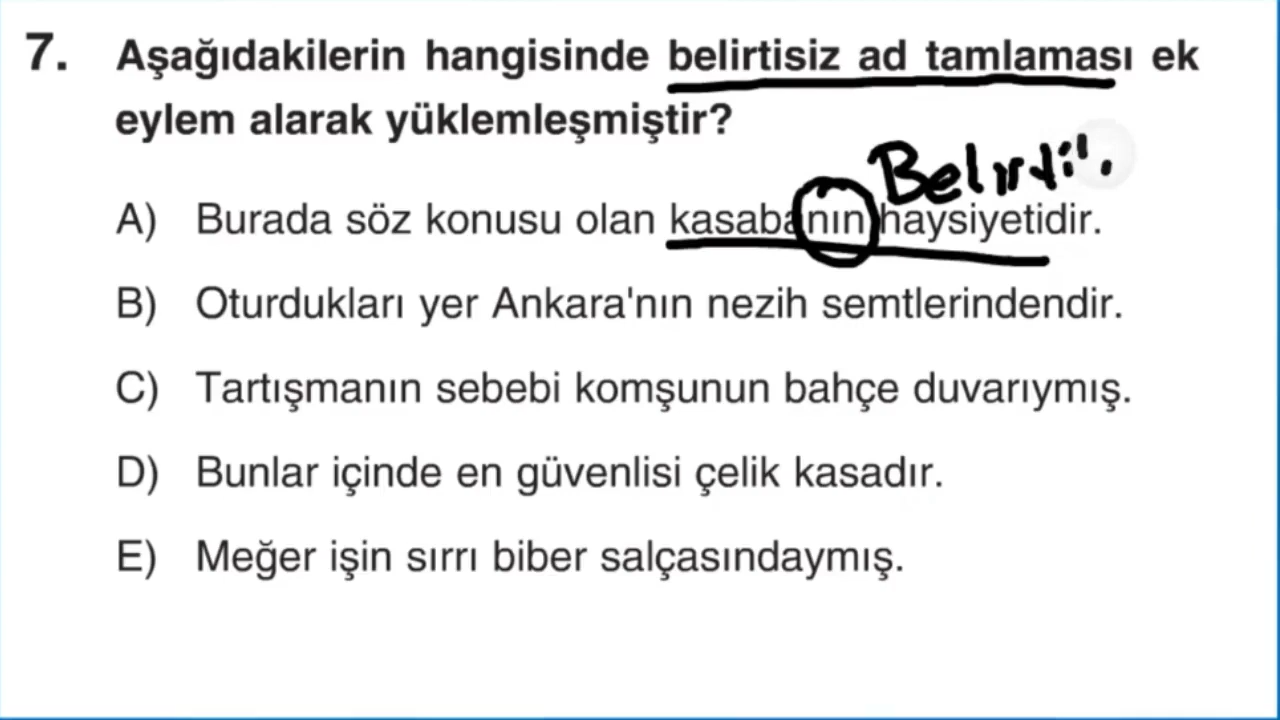 7. Aşağıdakilerin hangisinde belirtisiz ad tamlaması ek
eylem alarak yüklemleşmiştir?
Belirtili.
A) Burada söz konusu olan kasabanın haysiyetidir.
B) Oturdukları yer Ankara'nın nezih semtlerindendir.
C) Tartışmanın sebebi komşunun bahçe duvarıymış.
D) Bunlar içinde en güvenlisi çelik kasadır.
E) Meğer işin sırrı biber salçasındaymış.